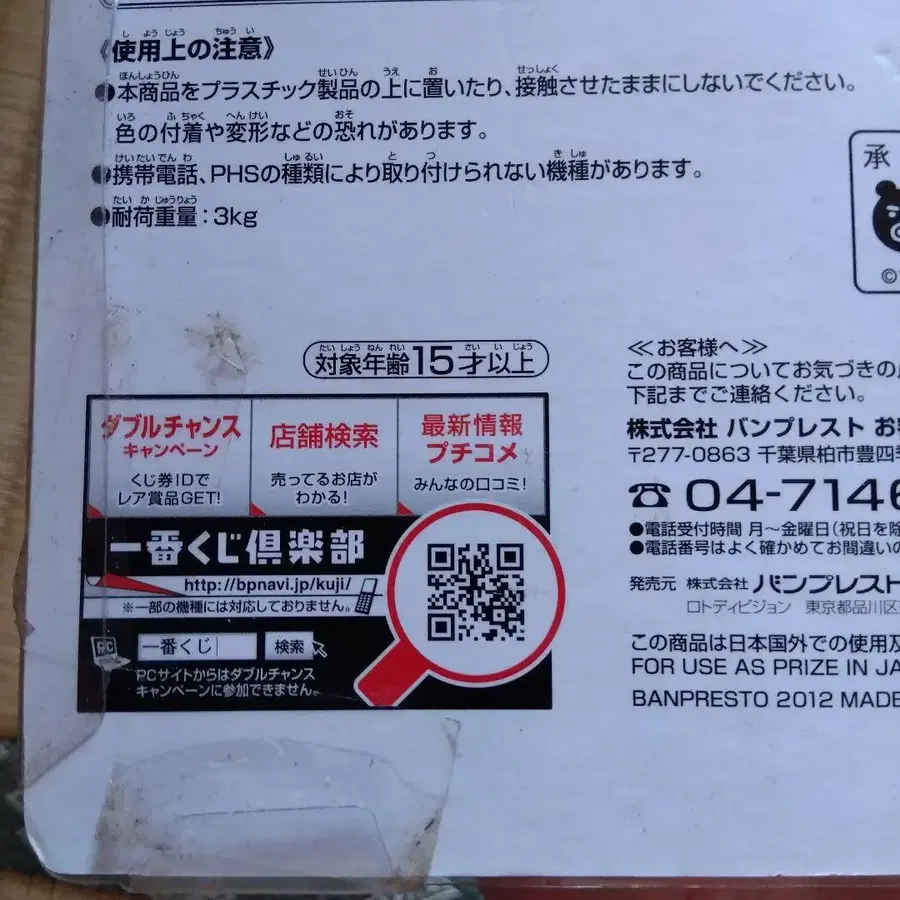 《使用上の注意》
●本商品をプラスチック製品の上に置いたり、接触させたままにしないでください。
色の付着や変形などの恐れがあります。
●携帯電話、PHSの種類により取り付けられない機種があります。
●耐荷重量：3kg
承
©
対象年齢15才以上
ダブルチャンス
キャンペーン
くじ券IDで
レア賞品GET!
店舗検索
売ってるお店が
わかる!
最新情報
プチコメ
みんなの口コミ!
一番くじ倶楽部
http://bpnavi.jp/kuji/
※一部の機種には対応しておりません。
PC
一番くじ
検索
PCサイトからはダブルチャンス
キャンペーンに参加できません。
≪お客様へ≫
この商品についてお気づきの
下記までご連絡ください。
株式会社 バンプレスト お
〒277-0863 千葉県柏市豊四
☎04-7146
●電話受付時間 月～金曜日(祝日を除
●電話番号はよく確かめてお間違いの
発売元 株式会社 バンプレスト
ロトディビジョン 東京都品川区
この商品は日本国外での使用及
FOR USE AS PRIZE IN JA
BANPRESTO 2012 MADE